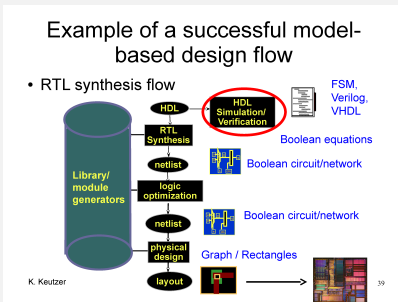 Example of a successful model-
based design flow
• RTL synthesis flow
HDL
HDL
Simulation/
Verification
FSM,
Verilog,
VHDL
RTL
Synthesis
Boolean equations
netlist
Boolean circuit/network
Library/
module
generators
logic
optimization
netlist
Boolean circuit/network
physical
design
Graph / Rectangles
layout
K. Keutzer
39